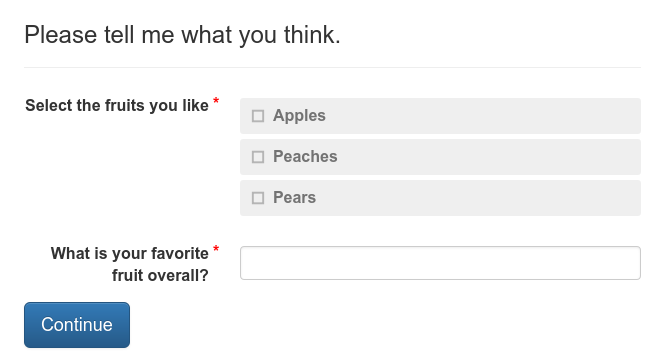 Please tell me what you think.
Select the fruits you like *
Apples
Peaches
Pears
What is your favorite *
fruit overall?
Continue